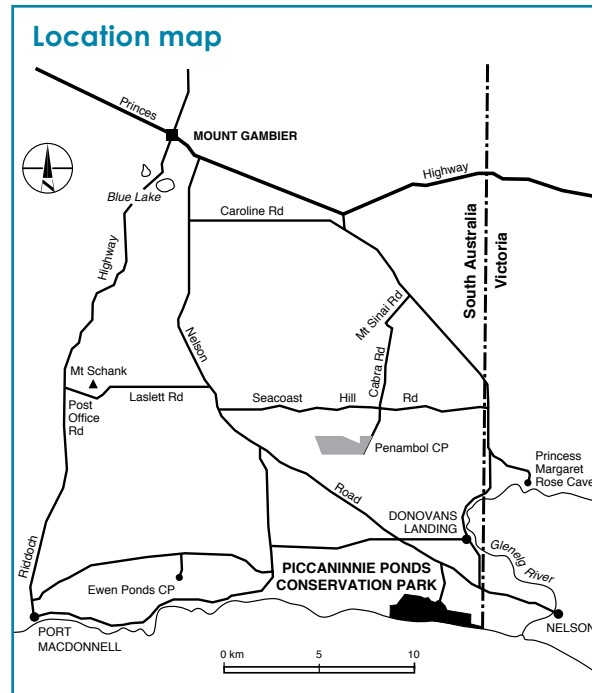 Location map
Princes
MOUNT GAMBIER
Highway
Blue Lake
Caroline Rd
Highway
South Australia
Victoria
Mt Sinai Rd
Nelson
Cabra Rd
Mt Schank
Post
Office
Rd
Laslett Rd
Seacoast Hill Rd
Penambol CP
Princess
Margaret
Rose Cave
Road
DONOVANS
LANDING
Glenelg River
Riddoch
Ewen Ponds CP
PICCANINNIE PONDS
CONSERVATION PARK
PORT
MACDONNELL
NELSON
0 km 5 10